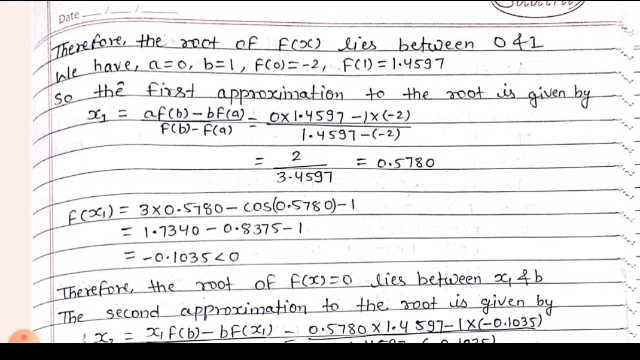 Date / /
Solution
Therefore, the root of F(x) lies between 0 & 1
We have, a=0, b=1, F(0)=-2, F(1)=1.4597
So the first approximation to the root is given by
x₁ = aF(b)-bF(a) / F(b)-F(a) = 0×1.4597-1×(-2) / 1.4597-(-2)
= 2 / 3.4597 = 0.5780
F(x₁) = 3×0.5780-cos(0.5780)-1
= 1.7340-0.8375-1
= -0.1035<0
Therefore, the root of F(x)=0 lies between x₁ & b
The second approximation to the root is given by
x₂ = x₁F(b)-bF(x₁) = 0.5780×1.4597-1×(-0.1035)